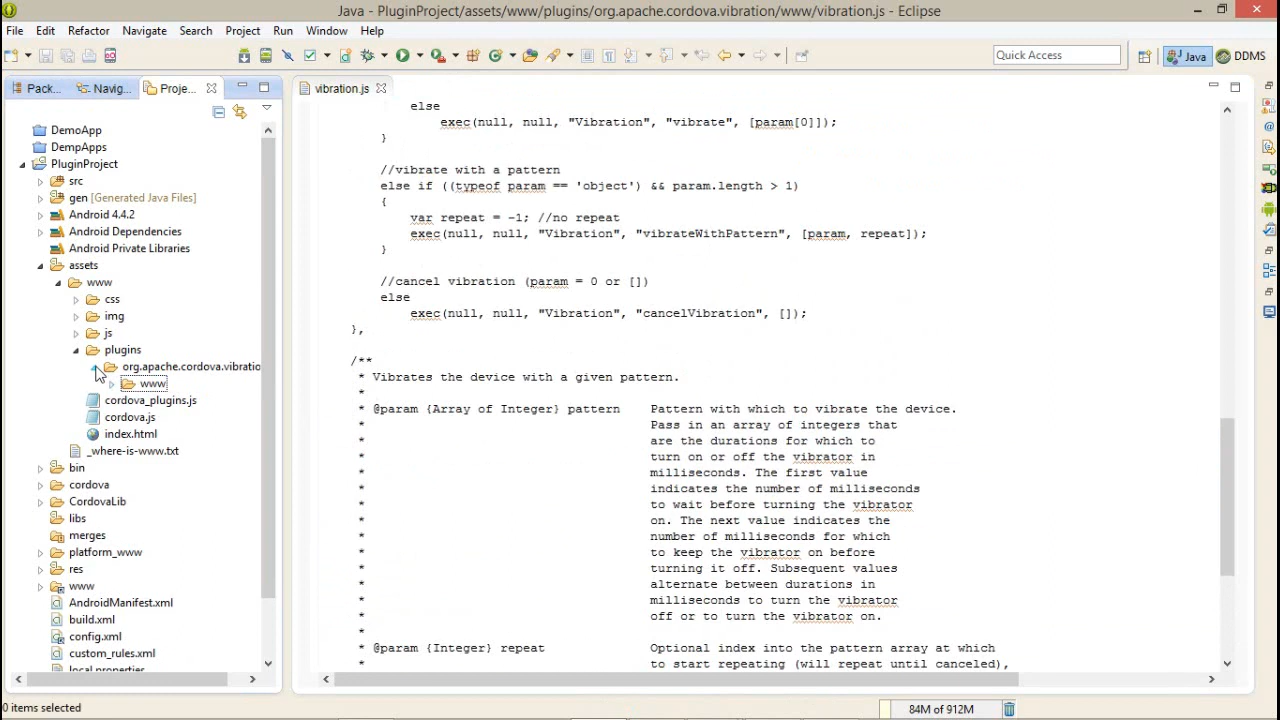 Java - PluginProject/assets/www/plugins/org.apache.cordova.vibration/www/vibration.js - Eclipse
File Edit Refactor Navigate Search Project Run Window Help
Quick Access
Java
DDMS
Pack...
Navig...
Proje...
vibration.js
DemoApp
DempApps
PluginProject
src
gen [Generated Java Files]
Android 4.4.2
Android Dependencies
Android Private Libraries
assets
www
css
img
js
plugins
org.apache.cordova.vibratio
www
cordova_plugins.js
cordova.js
index.html
_where-is-www.txt
bin
cordova
CordovaLib
libs
merges
platform_www
res
www
AndroidManifest.xml
build.xml
config.xml
custom_rules.xml
local.properties
else
exec(null, null, "Vibration", "vibrate", [param[0]]);
}
//vibrate with a pattern
else if ((typeof param == 'object') && param.length > 1)
{
var repeat = -1; //no repeat
exec(null, null, "Vibration", "vibrateWithPattern", [param, repeat]);
}
//cancel vibration (param = 0 or [])
else
exec(null, null, "Vibration", "cancelVibration", []);
},
/**
* Vibrates the device with a given pattern.
*
* @param {Array of Integer} pattern Pattern with which to vibrate the device.
* Pass in an array of integers that
* are the durations for which to
* turn on or off the vibrator in
* milliseconds. The first value
* indicates the number of milliseconds
* to wait before turning the vibrator
* on. The next value indicates the
* number of milliseconds for which
* to keep the vibrator on before
* turning it off. Subsequent values
* alternate between durations in
* milliseconds to turn the vibrator
* off or to turn the vibrator on.
*
* @param {Integer} repeat Optional index into the pattern array at which
* to start repeating (will repeat until canceled),
0 items selected
84M of 912M